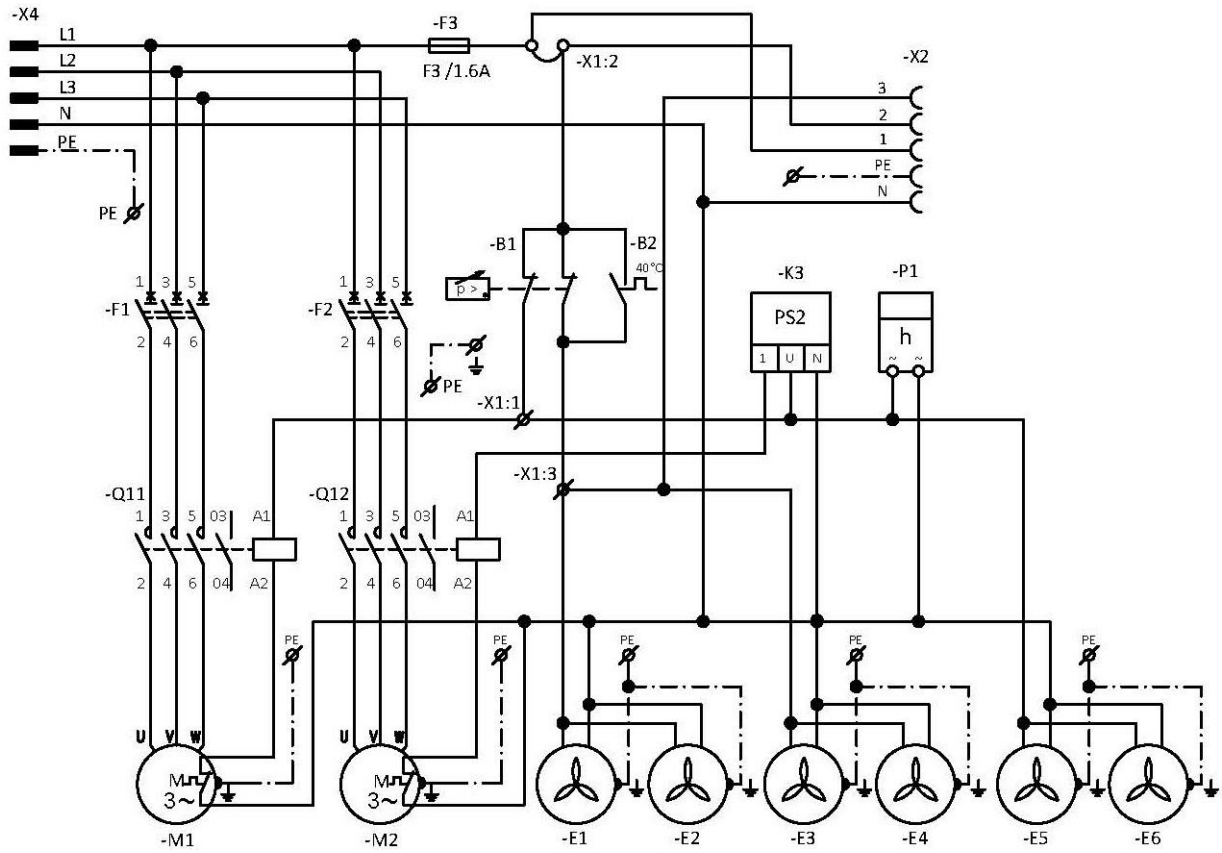 -X4
L1
L2
L3
N
PE
PE
-F3
F3 /1.6A
-X1:2
-X2
3
2
1
PE
N
-B1
-B2
40°C
p >
-K3
PS2
1 U N
-P1
h
~ ~
1 3 5
-F1
2 4 6
1 3 5
-F2
2 4 6
PE
-X1:1
-X1:3
-Q11
1 3 5 03 A1
2 4 6 04 A2
-Q12
1 3 5 03 A1
2 4 6 04 A2
PE
PE
PE
PE
PE
U V W
U V W
M
3~
M
3~
-M1
-M2
-E1
-E2
-E3
-E4
-E5
-E6